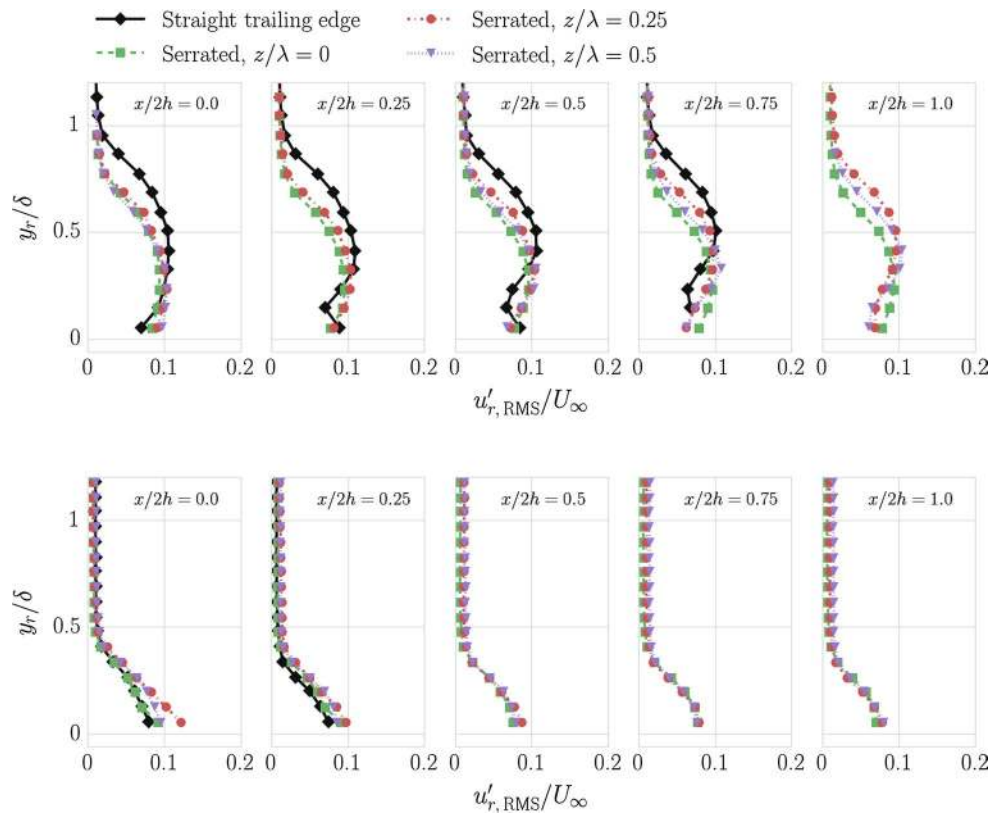 Straight trailing edge
Serrated, z/λ = 0
Serrated, z/λ = 0.25
Serrated, z/λ = 0.5
x/2h = 0.0
x/2h = 0.25
x/2h = 0.5
x/2h = 0.75
x/2h = 1.0
1
0.5
0
y_r/δ
0 0.1 0.2 0 0.1 0.2 0 0.1 0.2 0 0.1 0.2 0 0.1 0.2
u′_{r,RMS}/U_∞
x/2h = 0.0
x/2h = 0.25
x/2h = 0.5
x/2h = 0.75
x/2h = 1.0
1
0.5
0
y_r/δ
0 0.1 0.2 0 0.1 0.2 0 0.1 0.2 0 0.1 0.2 0 0.1 0.2
u′_{r,RMS}/U_∞